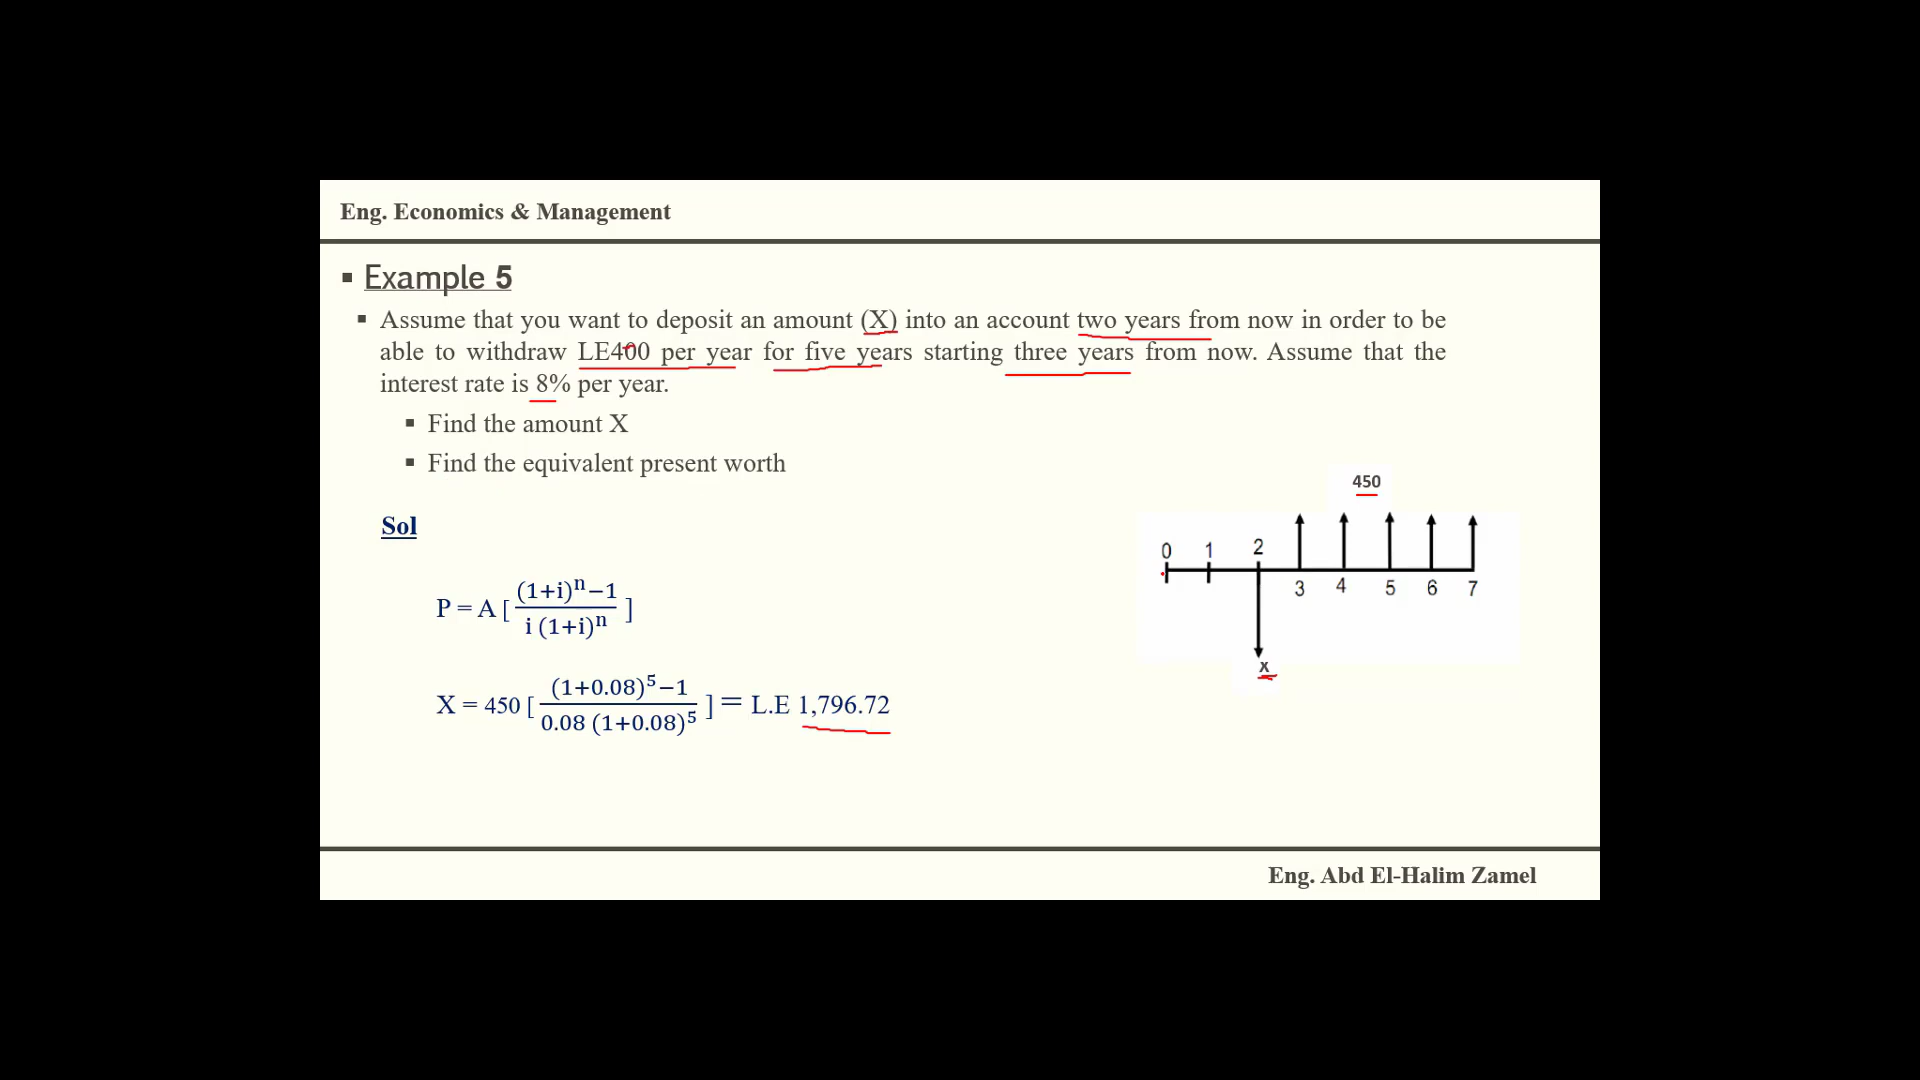 Eng. Economics & Management
▪ Example 5
▪ Assume that you want to deposit an amount (X) into an account two years from now in order to be
able to withdraw LE400 per year for five years starting three years from now. Assume that the
interest rate is 8% per year.
▪ Find the amount X
▪ Find the equivalent present worth
450
Sol
0 1 2
3 4 5 6 7
P = A [ (1+i)^n −1 / i (1+i)^n ]
x
X = 450 [ (1+0.08)^5 −1 / 0.08 (1+0.08)^5 ] = L.E 1,796.72
Eng. Abd El-Halim Zamel